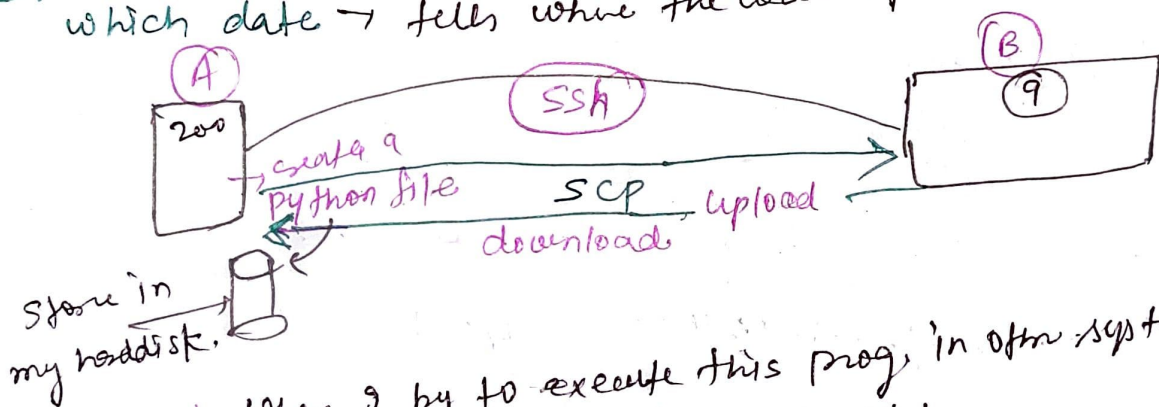 which date → tells where the
A
B
200
9
ssh
→ create a
python file
SCP
upload
download
Store in
my harddisk.
I try to execute this prog, in other syst